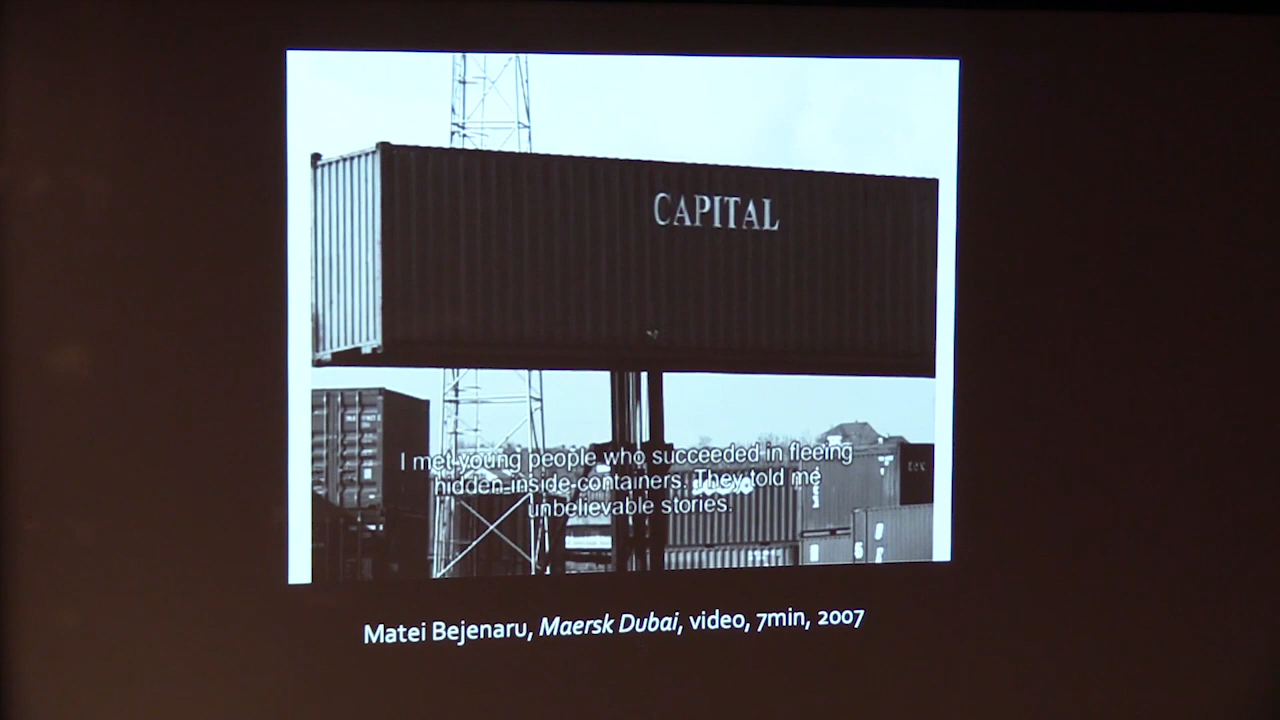 CAPITAL
I met young people who succeeded in fleeing
hidden inside containers. They told me
unbelievable stories.
Matei Bejenaru, Maersk Dubai, video, 7min, 2007